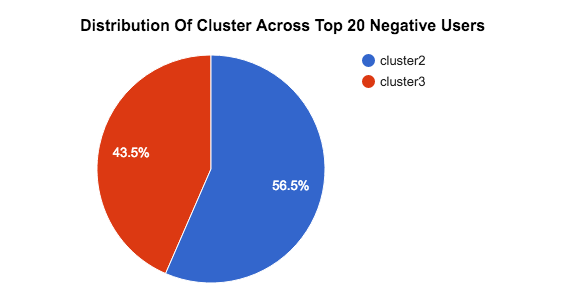 Distribution Of Cluster Across Top 20 Negative Users
cluster2
cluster3
43.5%
56.5%